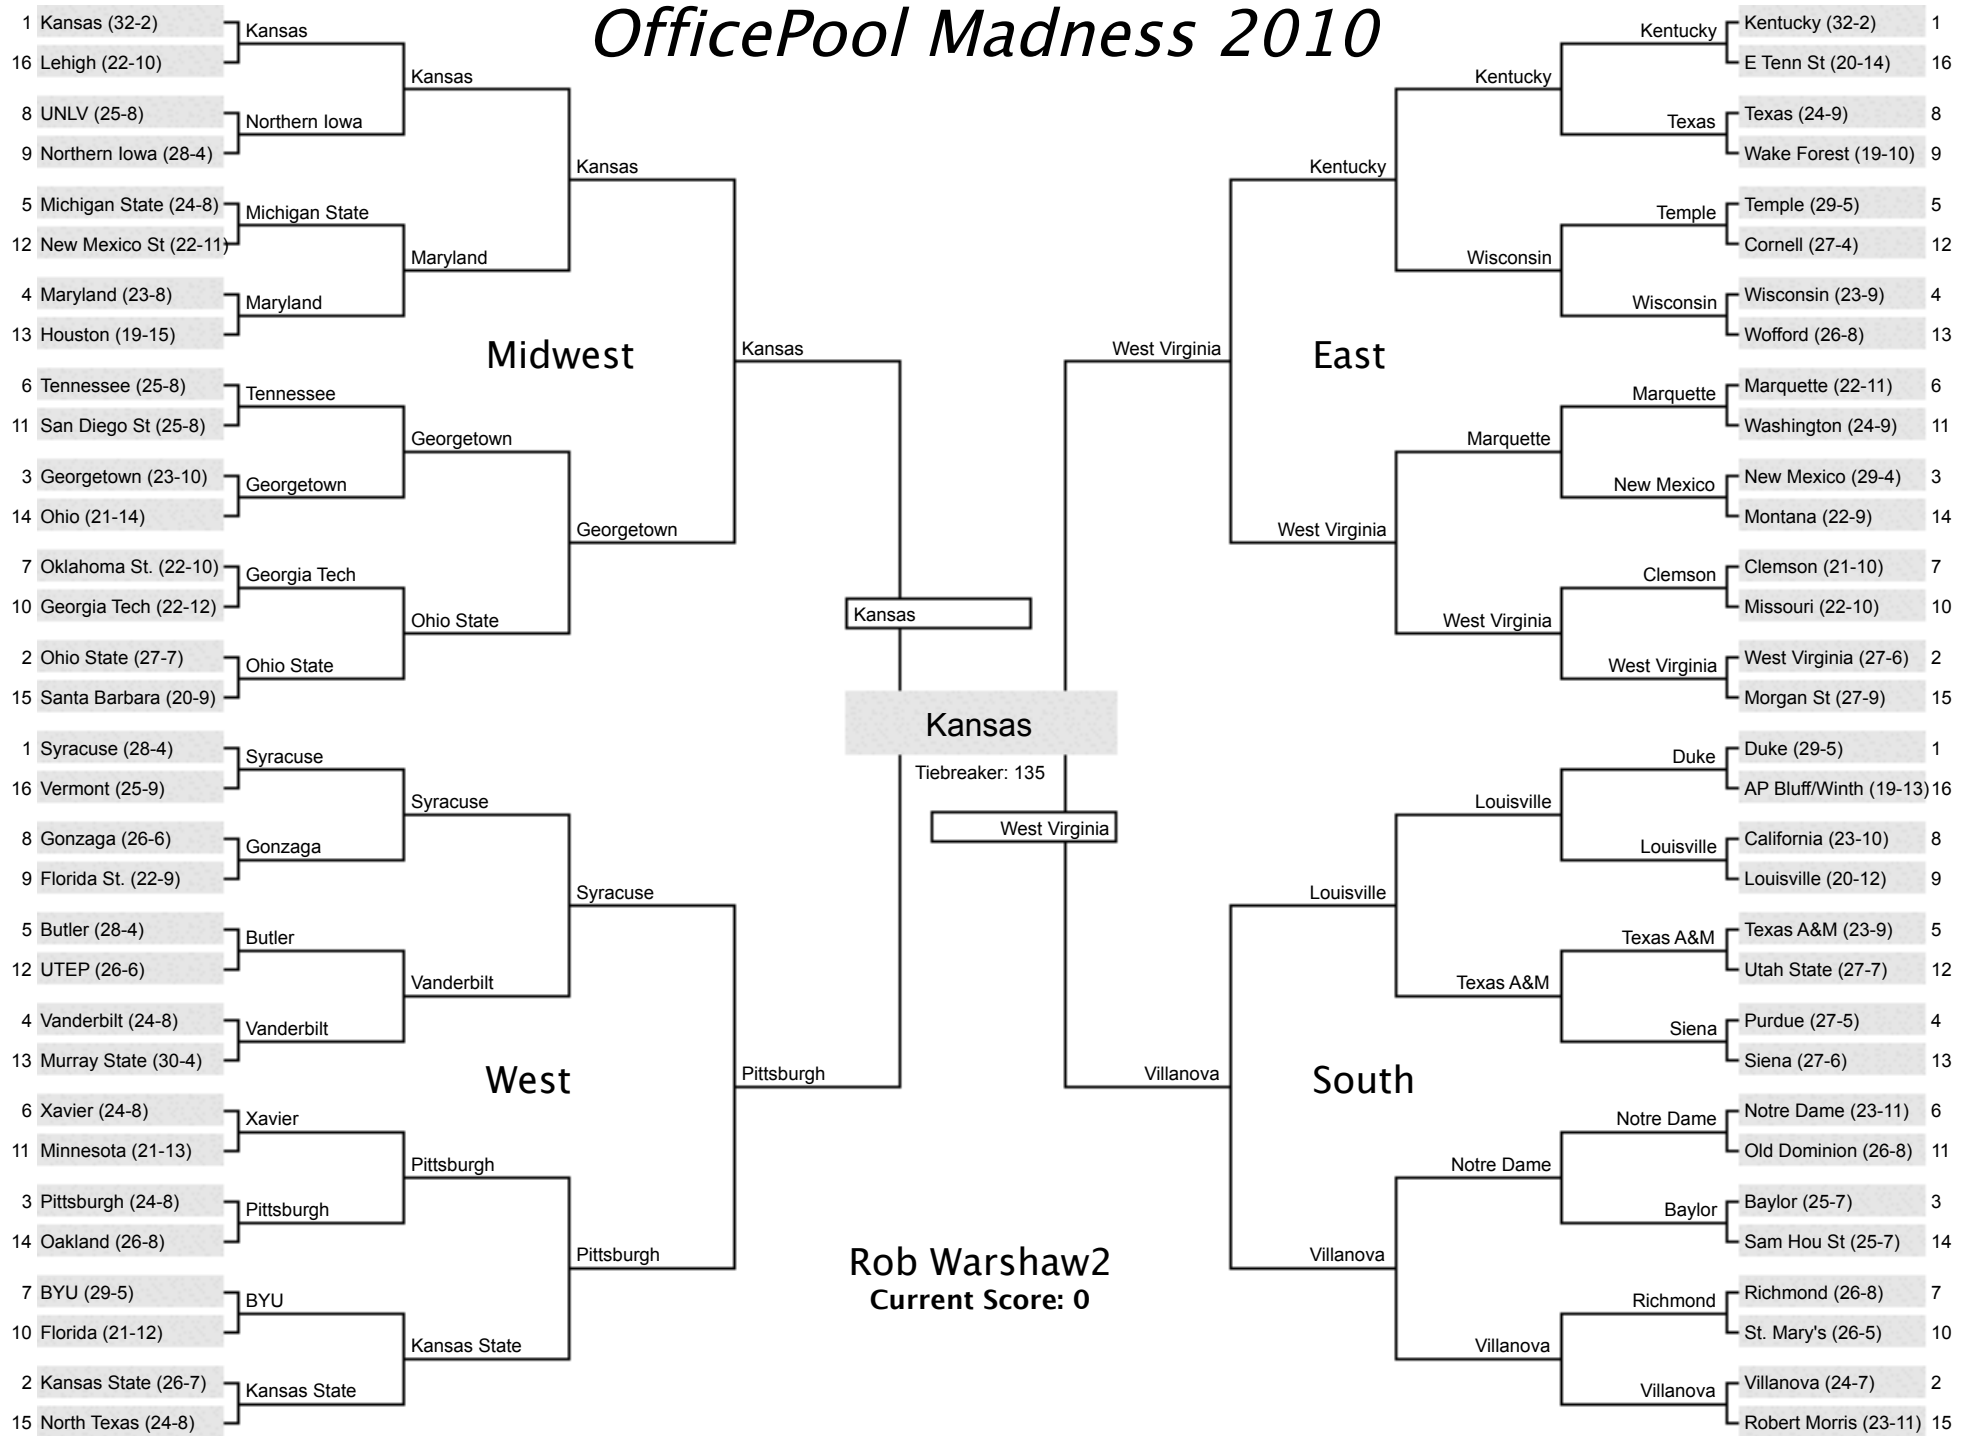 OfficePool Madness 2010
1 Kansas (32-2)
Kansas
16 Lehigh (22-10)
Kansas
8 UNLV (25-8)
Northern Iowa
9 Northern Iowa (28-4)
Kansas
5 Michigan State (24-8)
Michigan State
12 New Mexico St (22-11)
Maryland
4 Maryland (23-8)
Maryland
13 Houston (19-15)
Midwest
Kansas
6 Tennessee (25-8)
Tennessee
11 San Diego St (25-8)
Georgetown
3 Georgetown (23-10)
Georgetown
14 Ohio (21-14)
Georgetown
7 Oklahoma St. (22-10)
Georgia Tech
10 Georgia Tech (22-12)
Ohio State
2 Ohio State (27-7)
Ohio State
15 Santa Barbara (20-9)
1 Syracuse (28-4)
Syracuse
16 Vermont (25-9)
Syracuse
8 Gonzaga (26-6)
Gonzaga
9 Florida St. (22-9)
Syracuse
5 Butler (28-4)
Butler
12 UTEP (26-6)
Vanderbilt
4 Vanderbilt (24-8)
Vanderbilt
13 Murray State (30-4)
West
Pittsburgh
6 Xavier (24-8)
Xavier
11 Minnesota (21-13)
Pittsburgh
3 Pittsburgh (24-8)
Pittsburgh
14 Oakland (26-8)
Pittsburgh
7 BYU (29-5)
BYU
10 Florida (21-12)
Kansas State
2 Kansas State (26-7)
Kansas State
15 North Texas (24-8)
Kansas
Kansas
Tiebreaker: 135
West Virginia
Rob Warshaw2
Current Score: 0
Kentucky (32-2) 1
Kentucky
E Tenn St (20-14) 16
Kentucky
Texas (24-9) 8
Texas
Wake Forest (19-10) 9
Kentucky
Temple (29-5) 5
Temple
Cornell (27-4) 12
Wisconsin
Wisconsin (23-9) 4
Wisconsin
Wofford (26-8) 13
West Virginia
East
Marquette (22-11) 6
Marquette
Washington (24-9) 11
Marquette
New Mexico (29-4) 3
New Mexico
Montana (22-9) 14
West Virginia
Clemson (21-10) 7
Clemson
Missouri (22-10) 10
West Virginia
West Virginia (27-6) 2
West Virginia
Morgan St (27-9) 15
Duke (29-5) 1
Duke
AP Bluff/Winth (19-13) 16
Louisville
California (23-10) 8
Louisville
Louisville (20-12) 9
Louisville
Texas A&M (23-9) 5
Texas A&M
Utah State (27-7) 12
Texas A&M
Purdue (27-5) 4
Siena
Siena (27-6) 13
Villanova
South
Notre Dame (23-11) 6
Notre Dame
Old Dominion (26-8) 11
Notre Dame
Baylor (25-7) 3
Baylor
Sam Hou St (25-7) 14
Villanova
Richmond (26-8) 7
Richmond
St. Mary's (26-5) 10
Villanova
Villanova (24-7) 2
Villanova
Robert Morris (23-11) 15